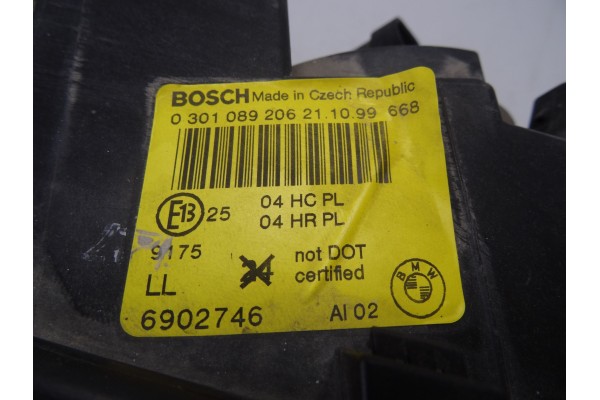 BOSCH Made in Czech Republic
0 301 089 206 21.10.99 668
E13 25 04 HC PL
04 HR PL
9175 not DOT
LL 24 certified
6902746 AI 02
BMW